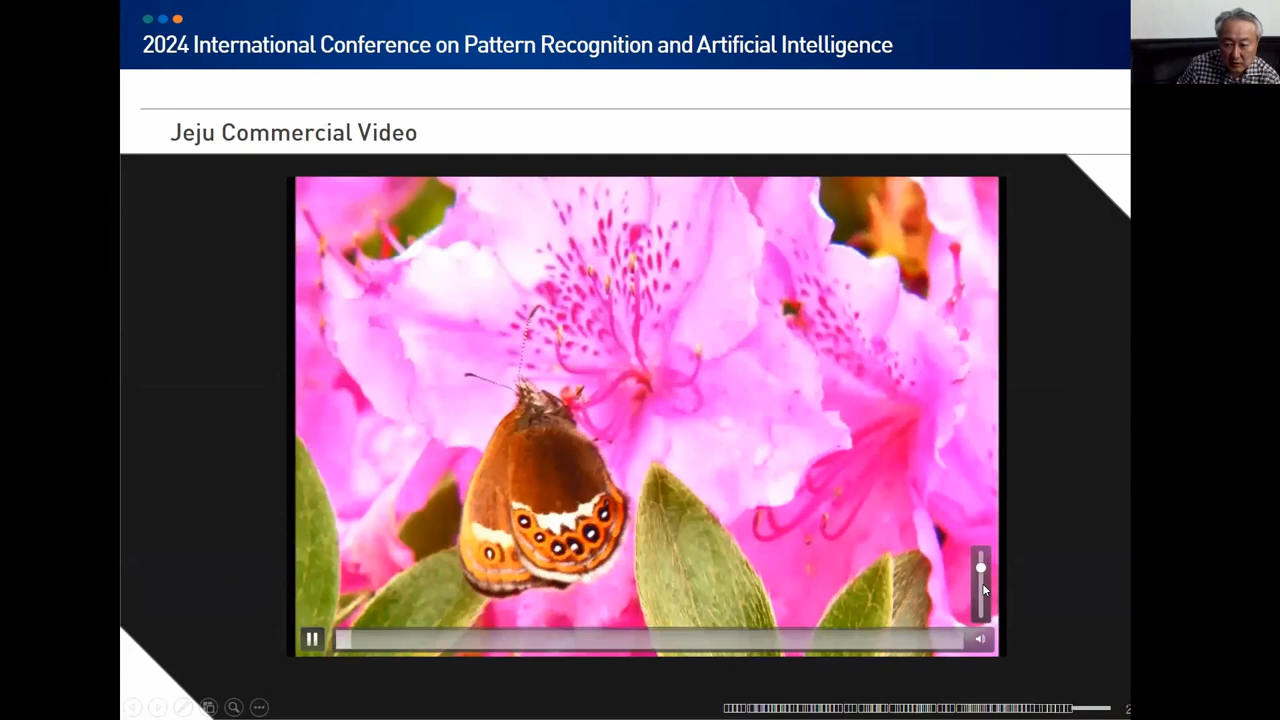 2024 International Conference on Pattern Recognition and Artificial Intelligence
Jeju Commercial Video